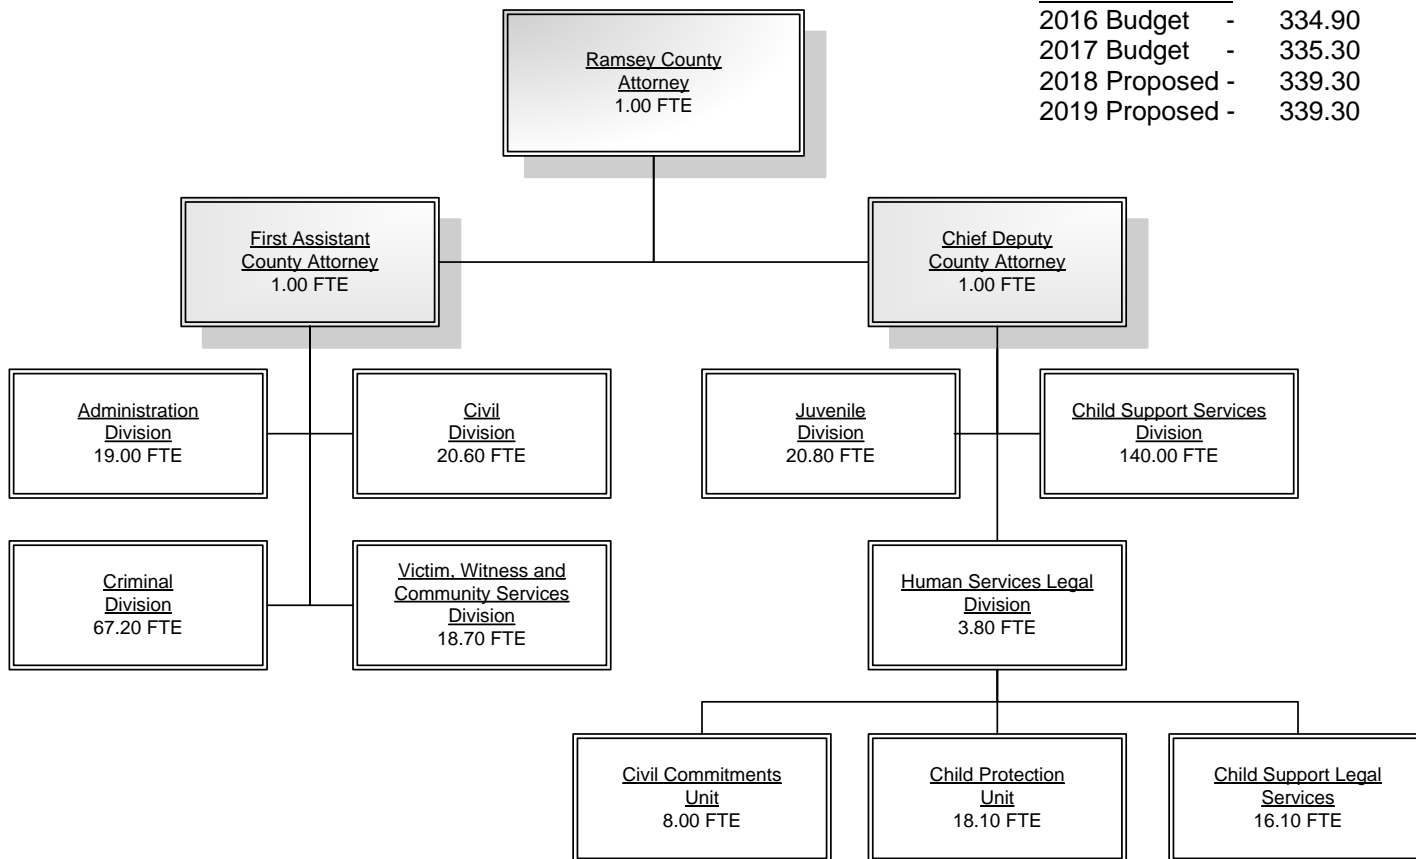 2016 Budget - 334.90
2017 Budget - 335.30
2018 Proposed - 339.30
2019 Proposed - 339.30
Ramsey County
Attorney
1.00 FTE
First Assistant
County Attorney
1.00 FTE
Chief Deputy
County Attorney
1.00 FTE
Administration
Division
19.00 FTE
Civil
Division
20.60 FTE
Juvenile
Division
20.80 FTE
Child Support Services
Division
140.00 FTE
Criminal
Division
67.20 FTE
Victim, Witness and
Community Services
Division
18.70 FTE
Human Services Legal
Division
3.80 FTE
Civil Commitments
Unit
8.00 FTE
Child Protection
Unit
18.10 FTE
Child Support Legal
Services
16.10 FTE